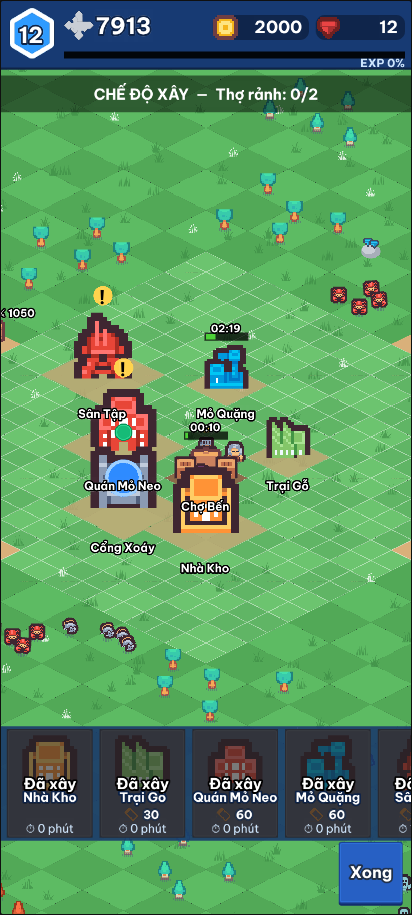 12
7913
2000
12
EXP 0%
CHẾ ĐỘ XÂY — Thợ rảnh: 0/2
!
1050
02:19
!
Sân Tập
Mỏ Quặng
00:10
Quán Mỏ Neo
Trại Gỗ
Chợ Bến
Cổng Xoáy
Nhà Kho
Đã xây
Nhà Kho
0 phút
Đã xây
Trại Go
30
0 phút
Đã xây
Quán Mỏ Neo
60
0 phút
Đã xây
Mỏ Quặng
60
0 phút
Đã
Xong